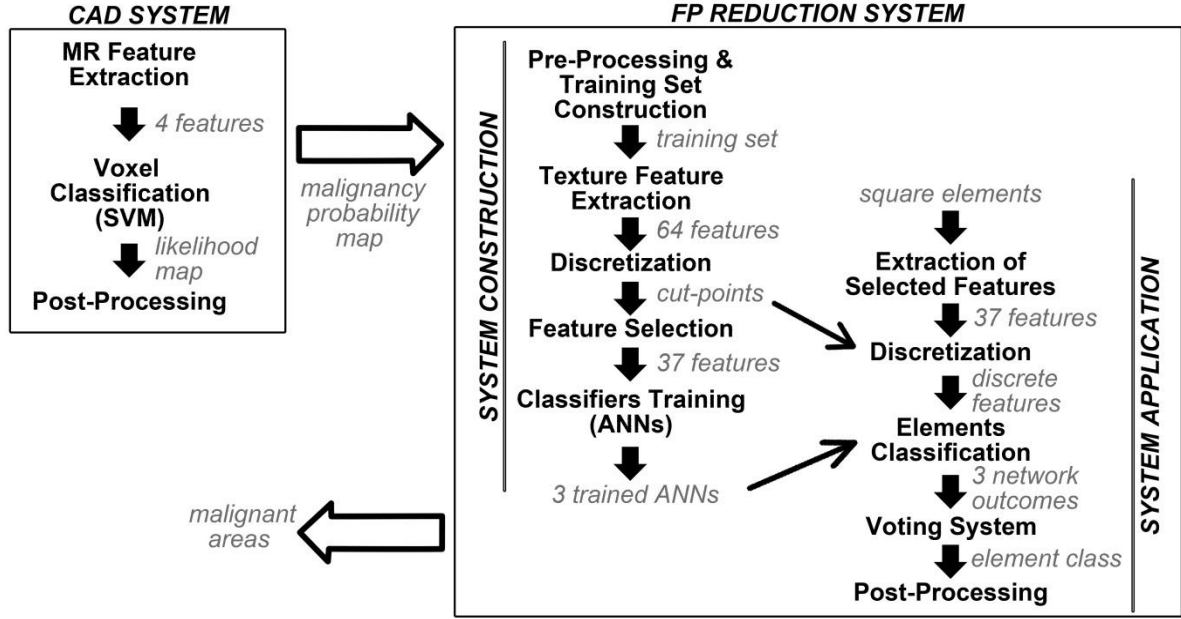 CAD SYSTEM
MR Feature
Extraction
4 features
Voxel
Classification
(SVM)
likelihood
map
Post-Processing
malignancy
probability
map
malignant
areas
FP REDUCTION SYSTEM
SYSTEM CONSTRUCTION
Pre-Processing &
Training Set
Construction
training set
Texture Feature
Extraction
64 features
Discretization
cut-points
Feature Selection
37 features
Classifiers Training
(ANNs)
3 trained ANNs
square elements
Extraction of
Selected Features
37 features
Discretization
discrete
features
Elements
Classification
3 network
outcomes
Voting System
element class
Post-Processing
SYSTEM APPLICATION